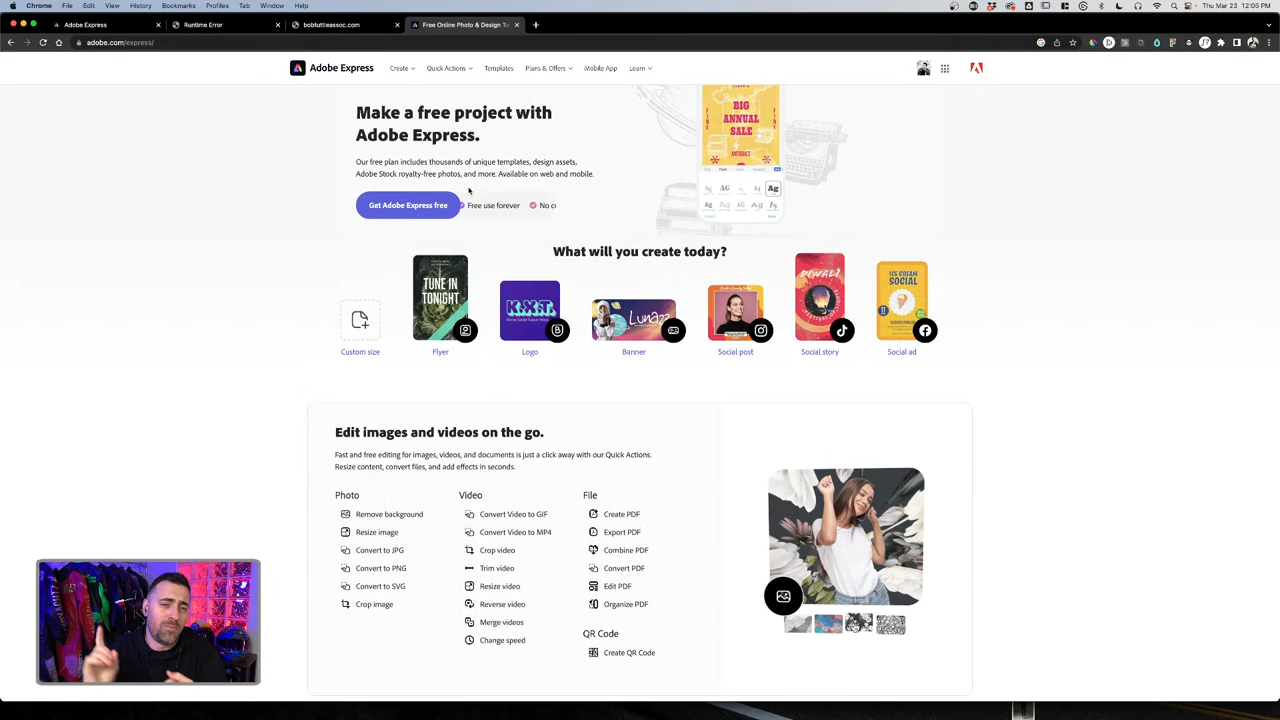 Chrome File Edit View History Bookmarks Profiles Tab Window Help
Thu Mar 23 12:05 PM
Adobe Express
Runtime Error
bobtuttleassoc.com
Free Online Photo & Design To
adobe.com/express/
Adobe Express
Create
Quick Actions
Templates
Plans & Offers
Mobile App
Learn
Make a free project with
Adobe Express.
Our free plan includes thousands of unique templates, design assets,
Adobe Stock royalty-free photos, and more. Available on web and mobile.
Get Adobe Express free
Free use forever
No cr
BIG
ANNUAL
SALE
What will you create today?
TUNE IN
TONIGHT
K.X.T.
Lunazz
DIWALI
ICE CREAM
SOCIAL
Custom size
Flyer
Logo
Banner
Social post
Social story
Social ad
Edit images and videos on the go.
Fast and free editing for images, videos, and documents is just a click away with our Quick Actions.
Resize content, convert files, and add effects in seconds.
Photo
Remove background
Resize image
Convert to JPG
Convert to PNG
Convert to SVG
Crop image
Video
Convert Video to GIF
Convert Video to MP4
Crop video
Trim video
Resize video
Reverse video
Merge videos
Change speed
File
Create PDF
Export PDF
Combine PDF
Convert PDF
Edit PDF
Organize PDF
QR Code
Create QR Code